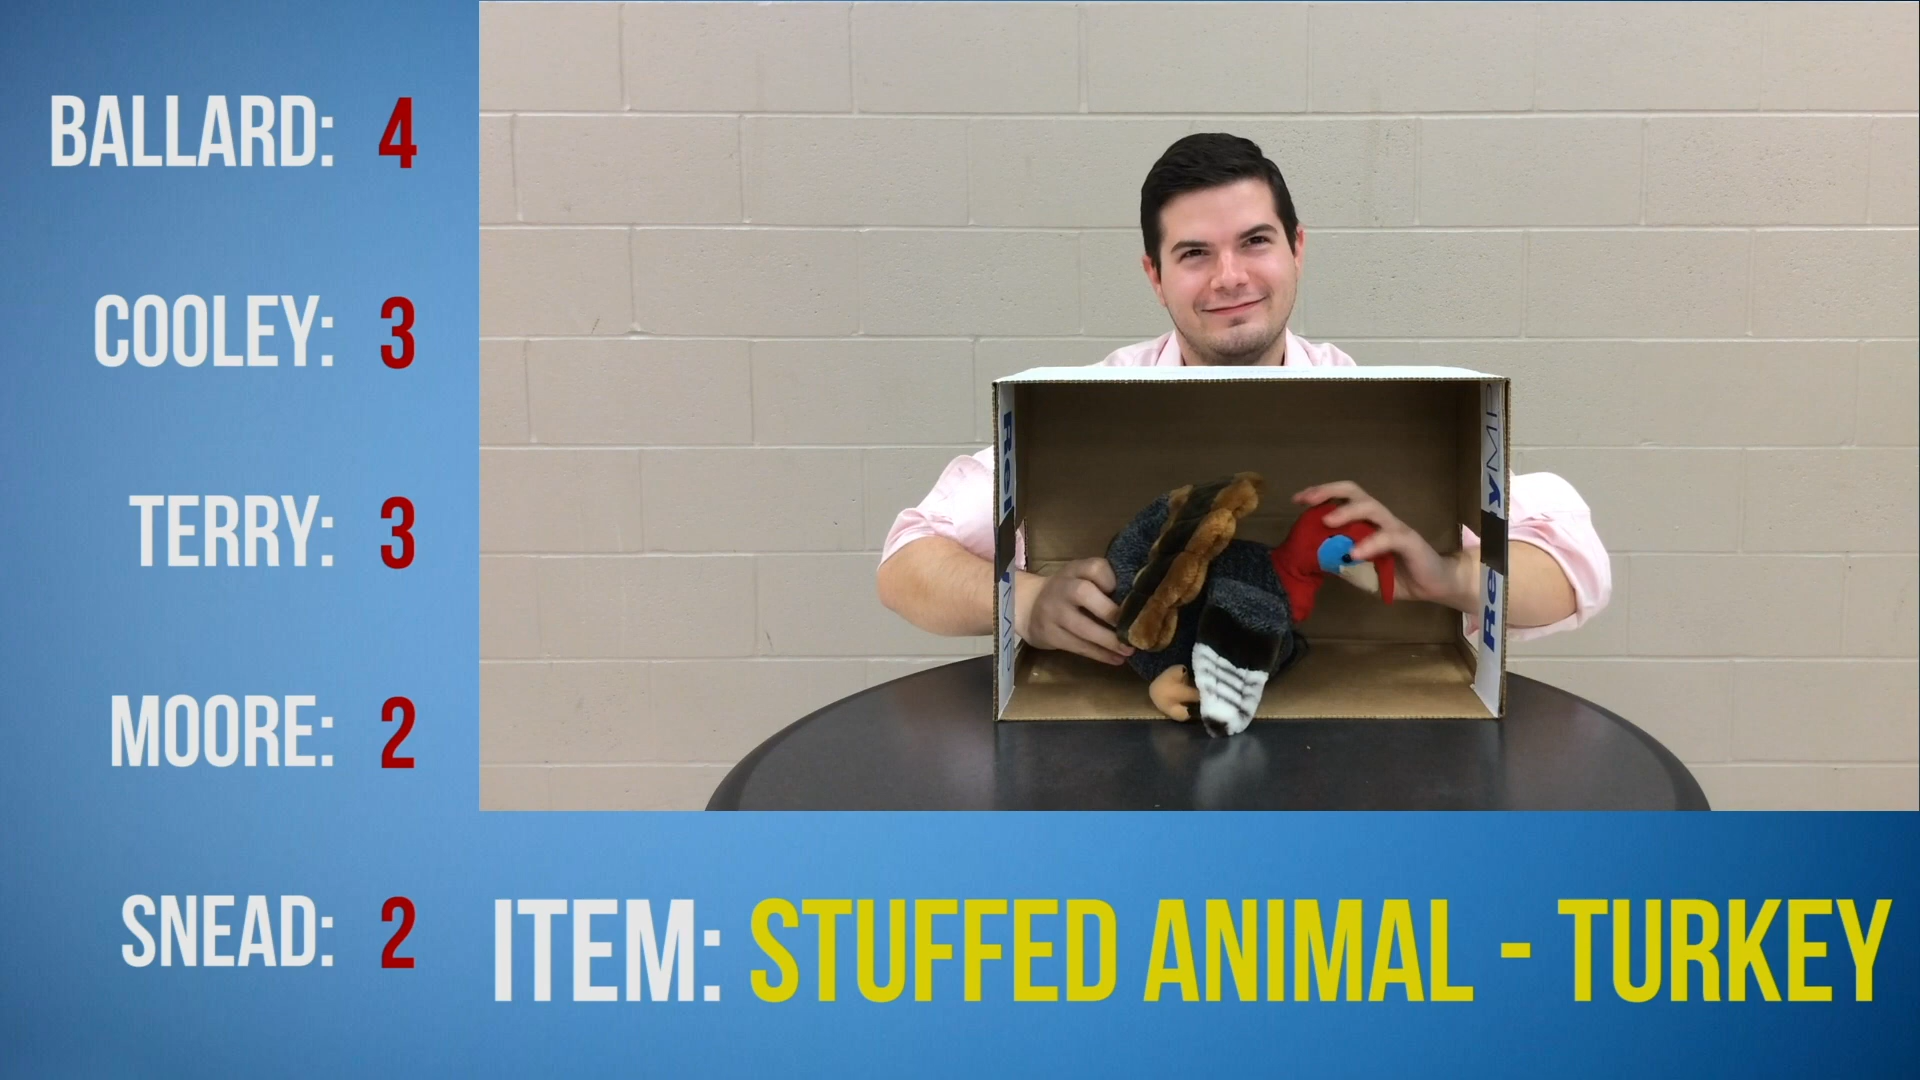 BALLARD: 4
COOLEY: 3
TERRY: 3
MOORE: 2
SNEAD: 2
ITEM: STUFFED ANIMAL - TURKEY